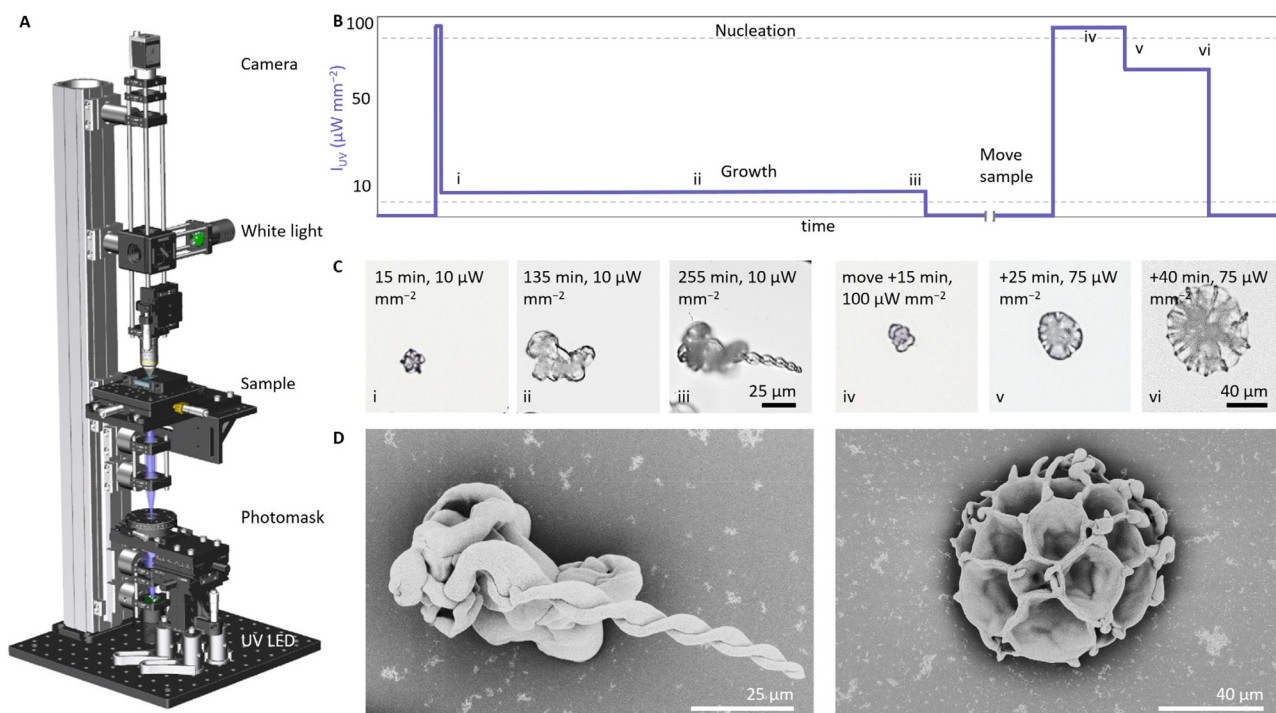 A
Camera
White light
Sample
Photomask
UV LED
B
I_UV (µW mm⁻²)
100
50
10
Nucleation
Growth
Move
sample
i
ii
iii
iv
v
vi
time
C
15 min, 10 µW
mm⁻²
i
135 min, 10 µW
mm⁻²
ii
255 min, 10 µW
mm⁻²
iii
25 µm
move +15 min,
100 µW mm⁻²
iv
+25 min, 75 µW
mm⁻²
v
+40 min, 75 µW
mm⁻²
vi
40 µm
D
25 µm
40 µm